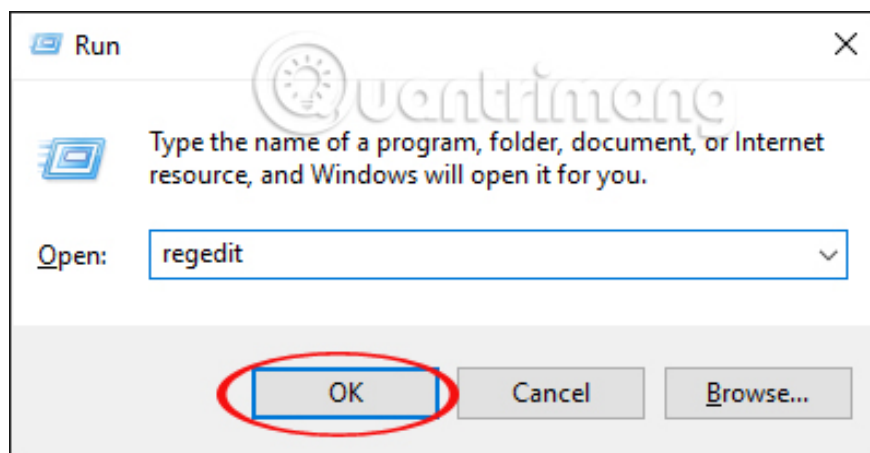 Run
Quantrimang
Type the name of a program, folder, document, or Internet
resource, and Windows will open it for you.
Open: regedit
OK Cancel Browse...